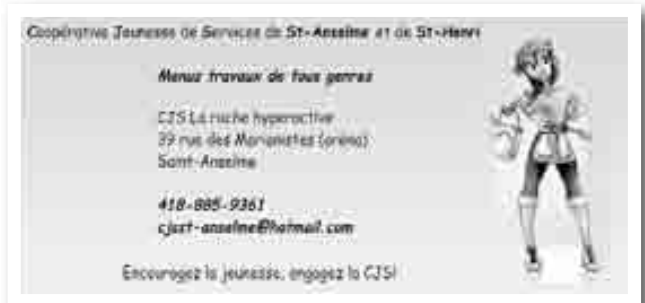 Coopérative Jeunesse de Services de St-Anselme et de St-Henri
Menus travaux de tous genres
CJS La ruche hyperactive
39 rue des Marianistes (aréna)
Saint-Anselme
418-885-9361
cjsst-anselme@hotmail.com
Encouragez la jeunesse, engagez la CJS!